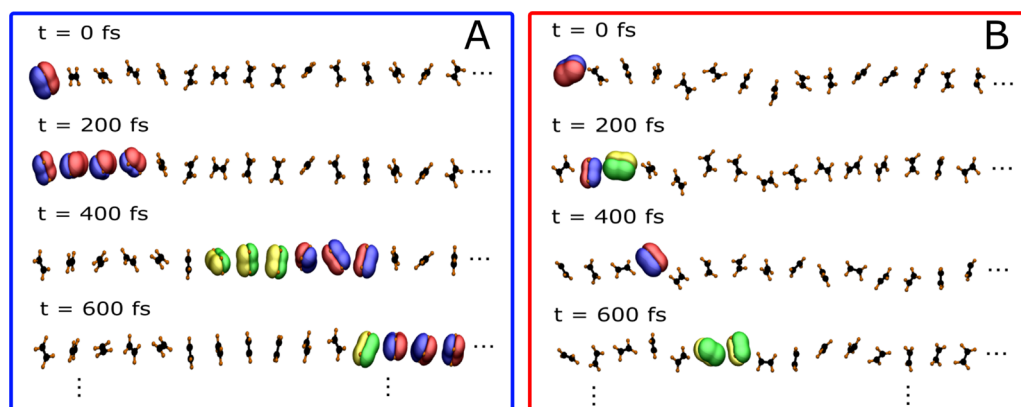 A
t = 0 fs
...
t = 200 fs
...
t = 400 fs
...
t = 600 fs
...
B
t = 0 fs
...
t = 200 fs
...
t = 400 fs
...
t = 600 fs
...